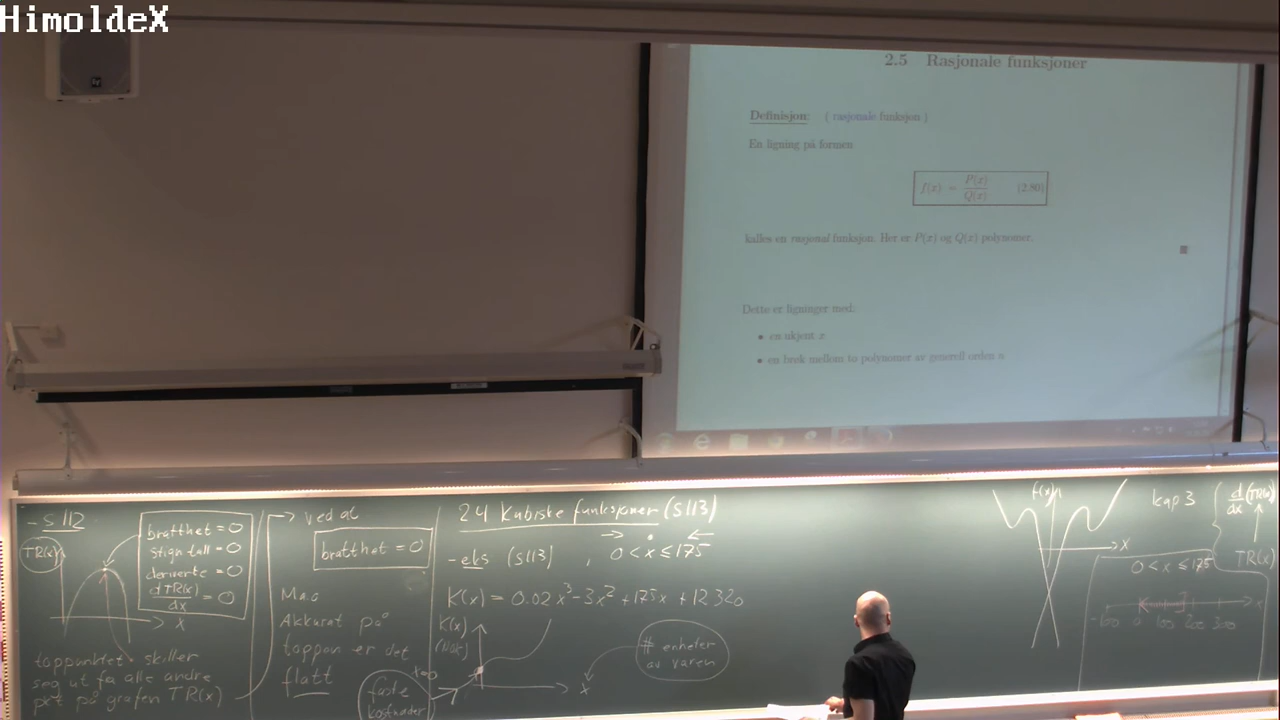 HimoldeX
2.5 Rasjonale funksjoner
Definisjon: ( rasjonale funksjon )
En ligning på formen
f(x) = P(x)/Q(x) (2.80)
kalles en rasjonal funksjon. Her er P(x) og Q(x) polynomer.
Dette er ligninger med:
• en ukjent x
• en brøk mellom to polynomer av generell orden n
- S 112
TR(x)
bratthet = 0
Stigntall = 0
deriverte = 0
dTR(x)/dx = 0
x
toppunktet skiller
seg ut fra alle andre
pkt på grafen TR(x)
→ Ved al
bratthet = 0
Akkurat på
toppen er det
flatt
2.4 Kubiske funksjoner (S113)
- eks (S113) , 0 < x ≤ 175
K(x) = 0.02x³ - 3x² + 175x + 12320
K(x)
(NOK)
x=0
x
faste
kostnader
# enheter
av varen
f(x)
x
kap 3
d/dx (TR(x))
TR(x)
0 < x ≤ 175
-100 0 100 200 300